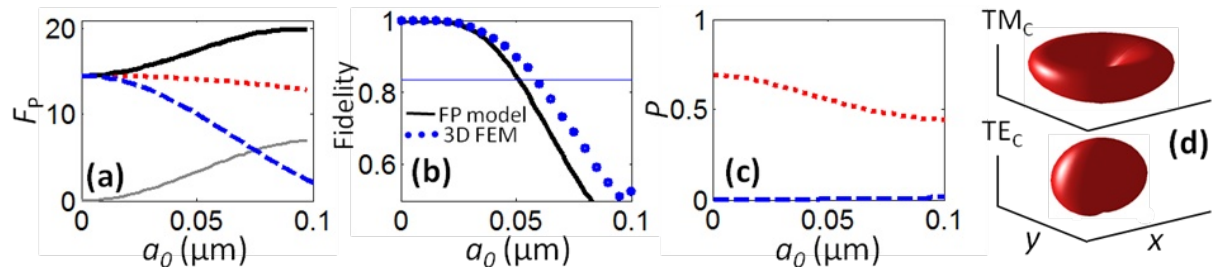 20
10
0
F_P
(a)
0
0.05
0.1
a_0 (μm)
1
0.8
0.6
Fidelity
FP model
3D FEM
(b)
0
0.05
0.1
a_0 (μm)
1
0.5
0
P
(c)
0
0.05
0.1
a_0 (μm)
TM_C
TE_C
(d)
y
x